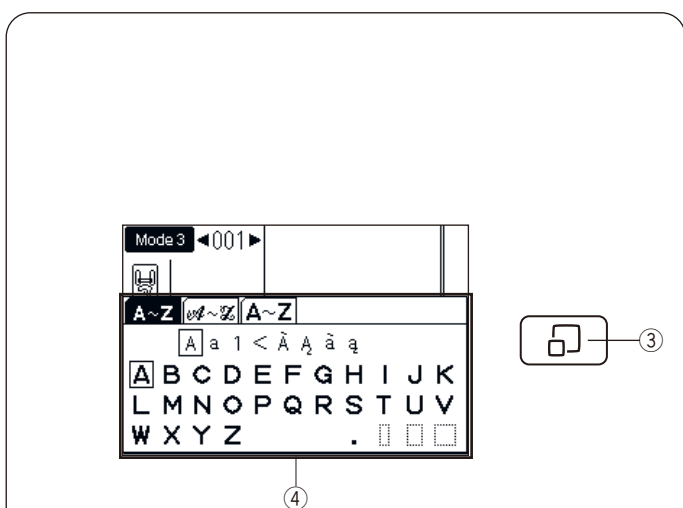 Mode 3 ◄001►
A~Z 𝒜~𝒵 A~Z
A a 1 < À Ą ã ą
A B C D E F G H I J K
L M N O P Q R S T U V
W X Y Z .
③
④